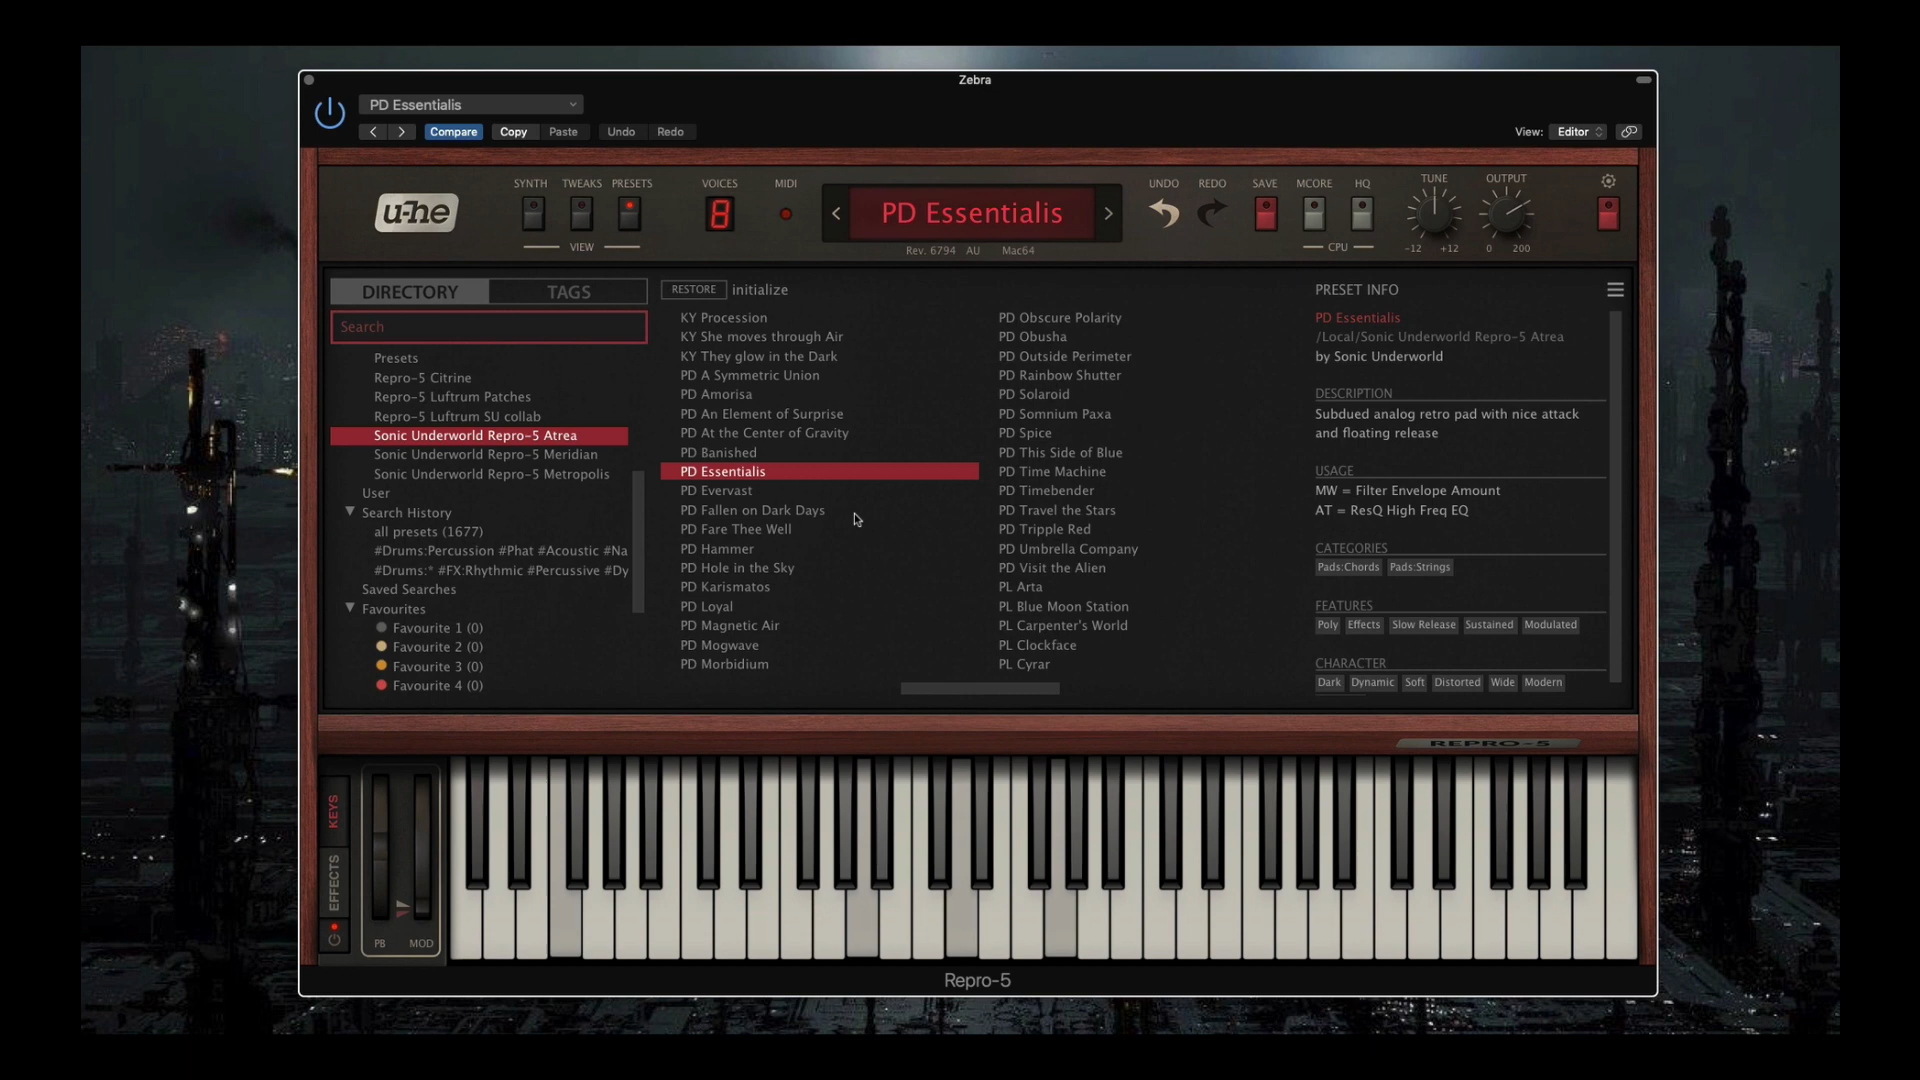 Zebra
PD Essentialis
Compare
Copy
Paste
Undo
Redo
View:
Editor
u-he
SYNTH
TWEAKS
PRESETS
VIEW
VOICES
8
MIDI
PD Essentialis
Rev. 6794 AU Mac64
UNDO
REDO
SAVE
MCORE
HQ
CPU
TUNE
-12 +12
OUTPUT
0 200
DIRECTORY
TAGS
Search
Presets
Repro-5 Citrine
Repro-5 Luftrum Patches
Repro-5 Luftrum SU collab
Sonic Underworld Repro-5 Atrea
Sonic Underworld Repro-5 Meridian
Sonic Underworld Repro-5 Metropolis
User
Search History
all presets (1677)
#Drums:Percussion #Phat #Acoustic #Na
#Drums:* #FX:Rhythmic #Percussive #Dy
Saved Searches
Favourites
Favourite 1 (0)
Favourite 2 (0)
Favourite 3 (0)
Favourite 4 (0)
RESTORE
initialize
KY Procession
KY She moves through Air
KY They glow in the Dark
PD A Symmetric Union
PD Amorisa
PD An Element of Surprise
PD At the Center of Gravity
PD Banished
PD Essentialis
PD Evervast
PD Fallen on Dark Days
PD Fare Thee Well
PD Hammer
PD Hole in the Sky
PD Karismatos
PD Loyal
PD Magnetic Air
PD Mogwave
PD Morbidium
PD Obscure Polarity
PD Obusha
PD Outside Perimeter
PD Rainbow Shutter
PD Solaroid
PD Somnium Paxa
PD Spice
PD This Side of Blue
PD Time Machine
PD Timebender
PD Travel the Stars
PD Tripple Red
PD Umbrella Company
PD Visit the Alien
PL Arta
PL Blue Moon Station
PL Carpenter's World
PL Clockface
PL Cyrar
PRESET INFO
PD Essentialis
/Local/Sonic Underworld Repro-5 Atrea
by Sonic Underworld
DESCRIPTION
Subdued analog retro pad with nice attack
and floating release
USAGE
MW = Filter Envelope Amount
AT = ResQ High Freq EQ
CATEGORIES
Pads:Chords
Pads:Strings
FEATURES
Poly
Effects
Slow Release
Sustained
Modulated
CHARACTER
Dark
Dynamic
Soft
Distorted
Wide
Modern
REPRO-5
KEYS
EFFECTS
PB
MOD
Repro-5